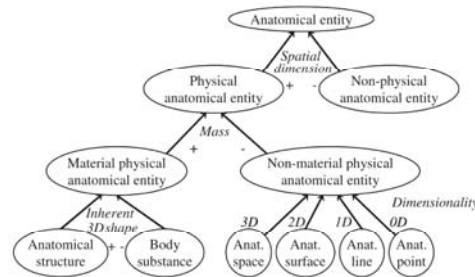 Anatomical entity
Spatial
dimension
Physical
anatomical entity
+ -
Non-physical
anatomical entity
Mass
+ -
Material physical
anatomical entity
Non-material physical
anatomical entity
Dimensionality
Inherent
3D shape
3D 2D 1D 0D
Anatomical
structure
+ -
Body
substance
Anat.
space
Anat.
surface
Anat.
line
Anat.
point